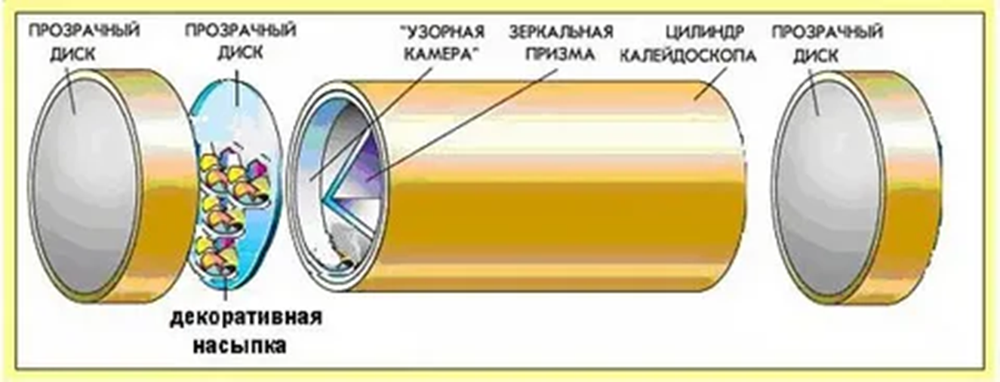 ПРОЗРАЧНЫЙ
ДИСК
ПРОЗРАЧНЫЙ
ДИСК
"УЗОРНАЯ
КАМЕРА"
ЗЕРКАЛЬНАЯ
ПРИЗМА
ЦИЛИНДР
КАЛЕЙДОСКОПА
ПРОЗРАЧНЫЙ
ДИСК
декоративная
насыпка